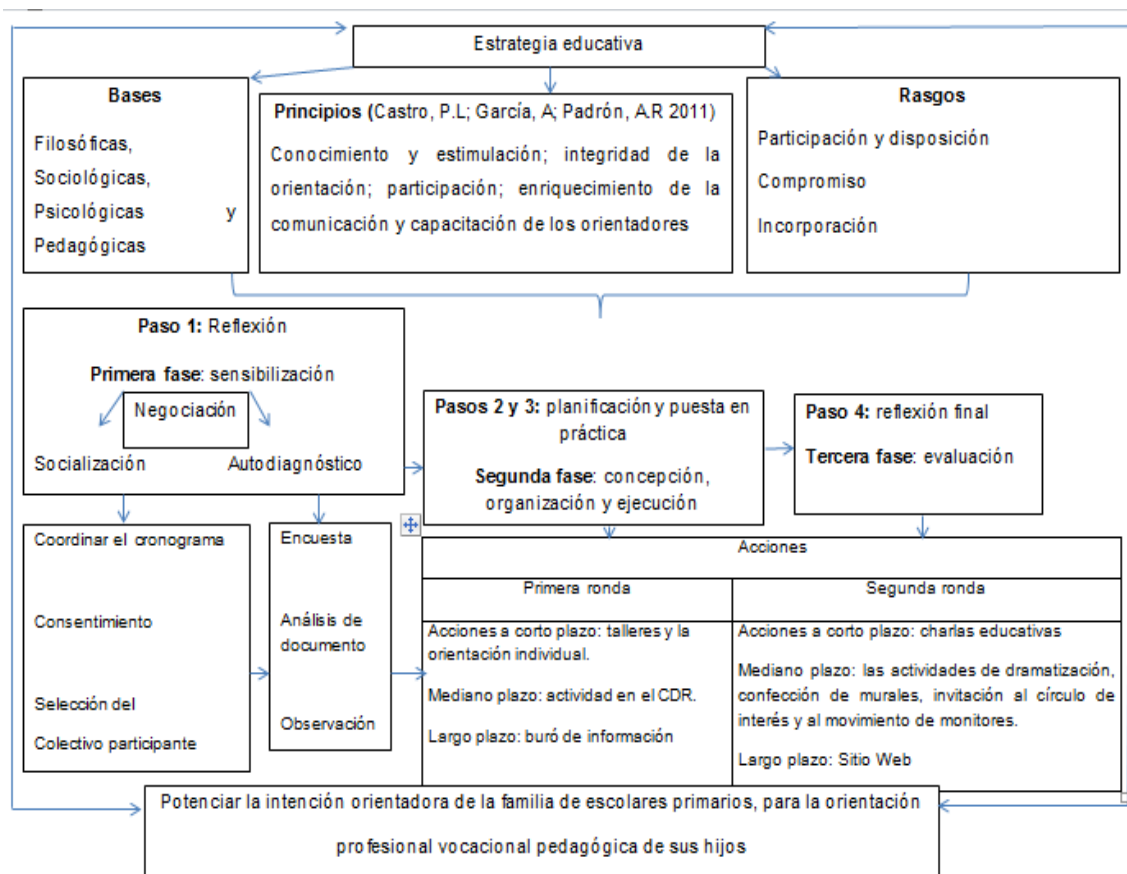 Estrategia educativa
Bases
Filosóficas,
Sociológicas,
Psicológicas y
Pedagógicas
Principios (Castro, P.L; García, A; Padrón, A.R 2011)
Conocimiento y estimulación; integridad de la
orientación; participación; enriquecimiento de la
comunicación y capacitación de los orientadores
Rasgos
Participación y disposición
Compromiso
Incorporación
Paso 1: Reflexión
Primera fase: sensibilización
Negociación
Socialización
Autodiagnóstico
Pasos 2 y 3: planificación y puesta en
práctica
Segunda fase: concepción,
organización y ejecución
Paso 4: reflexión final
Tercera fase: evaluación
Coordinar el cronograma
Consentimiento
Selección del
Colectivo participante
Encuesta
Análisis de
documento
Observación
Acciones
Primera ronda
Acciones a corto plazo: talleres y la
orientación individual.
Mediano plazo: actividad en el CDR.
Largo plazo: buró de información
Segunda ronda
Acciones a corto plazo: charlas educativas
Mediano plazo: las actividades de dramatización,
confección de murales, invitación al círculo de
interés y al movimiento de monitores.
Largo plazo: Sitio Web
Potenciar la intención orientadora de la familia de escolares primarios, para la orientación
profesional vocacional pedagógica de sus hijos